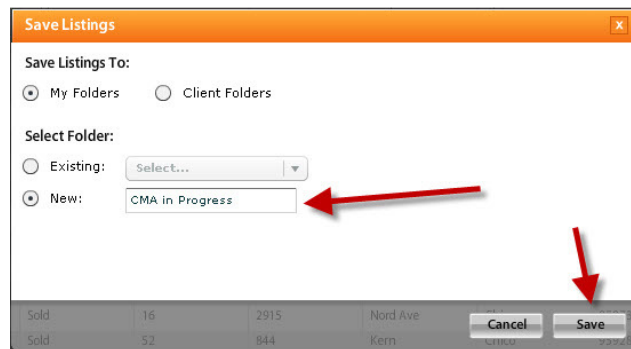 Save Listings
x
Save Listings To:
My Folders Client Folders
Select Folder:
Existing: Select...
New: CMA in Progress
Sold 16 2915 Nord Ave
Cancel Save
Sold 52 844 Kern Chico